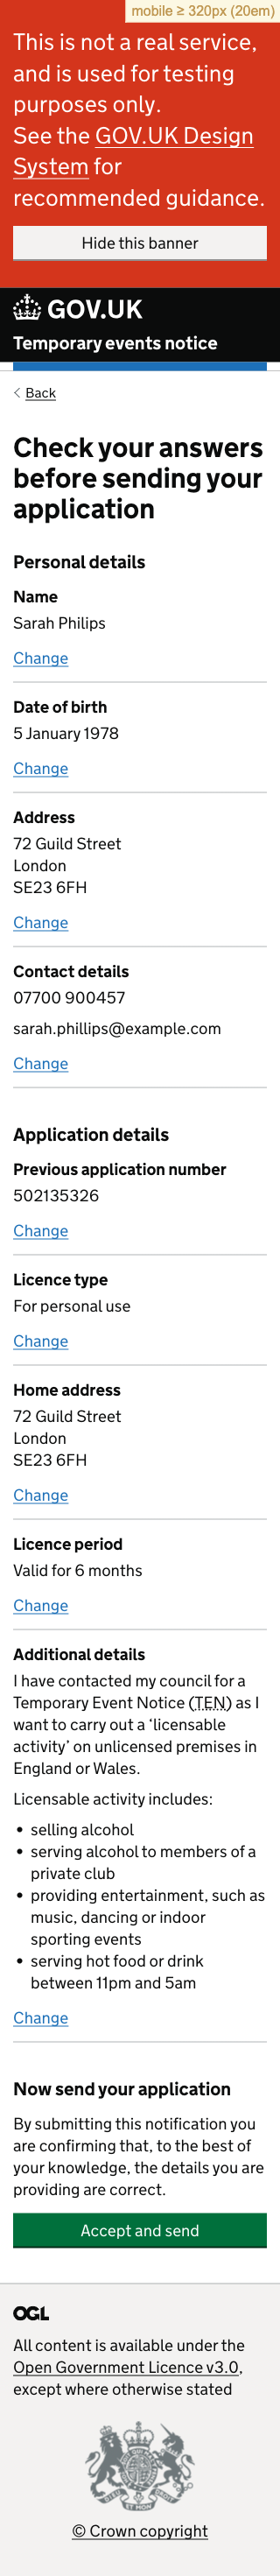 mobile ≥ 320px (20em)
This is not a real service,
and is used for testing
purposes only.
See the GOV.UK Design
System for
recommended guidance.
Hide this banner
GOV.UK
Temporary events notice
Back
Check your answers
before sending your
application
Personal details
Name
Sarah Philips
Change
Date of birth
5 January 1978
Change
Address
72 Guild Street
London
SE23 6FH
Change
Contact details
07700 900457
sarah.phillips@example.com
Change
Application details
Previous application number
502135326
Change
Licence type
For personal use
Change
Home address
72 Guild Street
London
SE23 6FH
Change
Licence period
Valid for 6 months
Change
Additional details
I have contacted my council for a
Temporary Event Notice (TEN) as I
want to carry out a ‘licensable
activity’ on unlicensed premises in
England or Wales.
Licensable activity includes:
• selling alcohol
• serving alcohol to members of a
private club
• providing entertainment, such as
music, dancing or indoor
sporting events
• serving hot food or drink
between 11pm and 5am
Change
Now send your application
By submitting this notification you
are confirming that, to the best of
your knowledge, the details you are
providing are correct.
Accept and send
OGL
All content is available under the
Open Government Licence v3.0,
except where otherwise stated
© Crown copyright